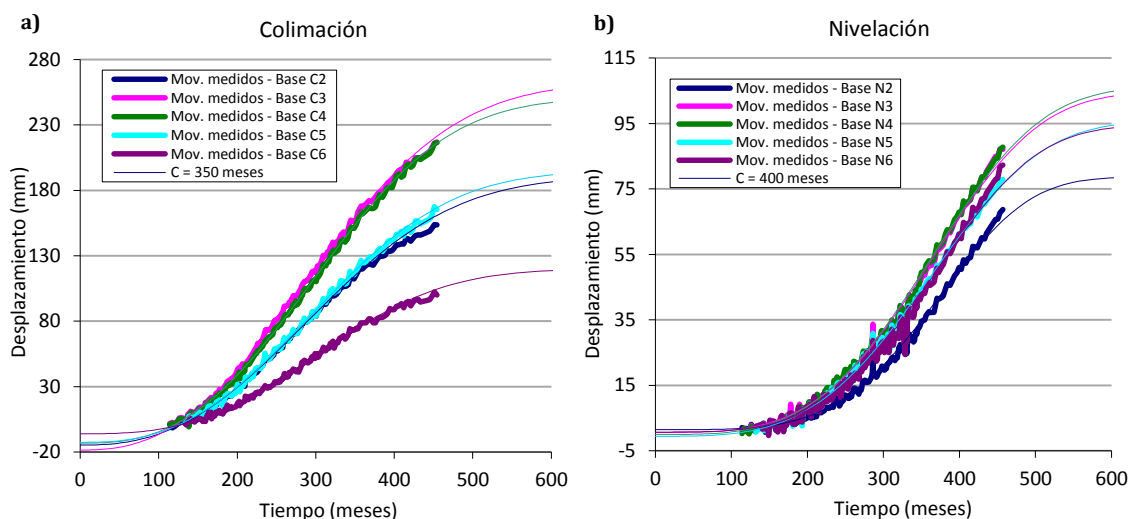 a)
Colimación
280
230
180
130
80
30
-20
Desplazamiento (mm)
Mov. medidos - Base C2
Mov. medidos - Base C3
Mov. medidos - Base C4
Mov. medidos - Base C5
Mov. medidos - Base C6
C = 350 meses
0 100 200 300 400 500 600
Tiempo (meses)
b)
Nivelación
115
95
75
55
35
15
-5
Desplazamiento (mm)
Mov. medidos - Base N2
Mov. medidos - Base N3
Mov. medidos - Base N4
Mov. medidos - Base N5
Mov. medidos - Base N6
C = 400 meses
0 100 200 300 400 500 600
Tiempo (meses)